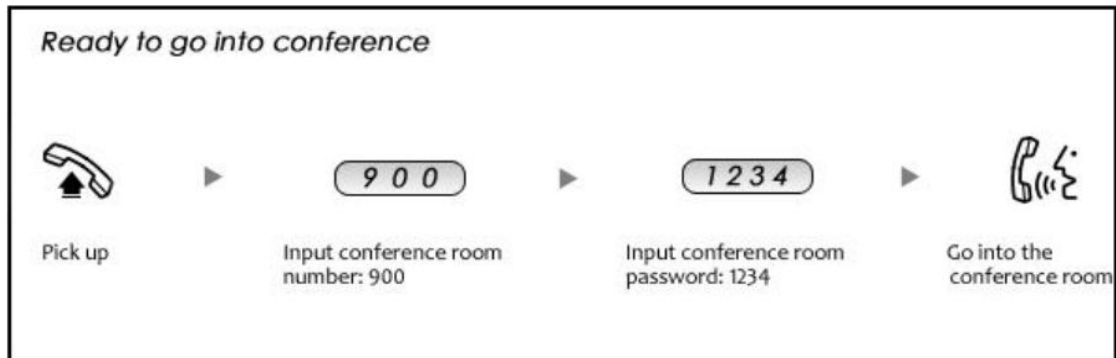 Ready to go into conference
9 0 0
1 2 3 4
Pick up
Input conference room
number: 900
Input conference room
password: 1234
Go into the
conference room